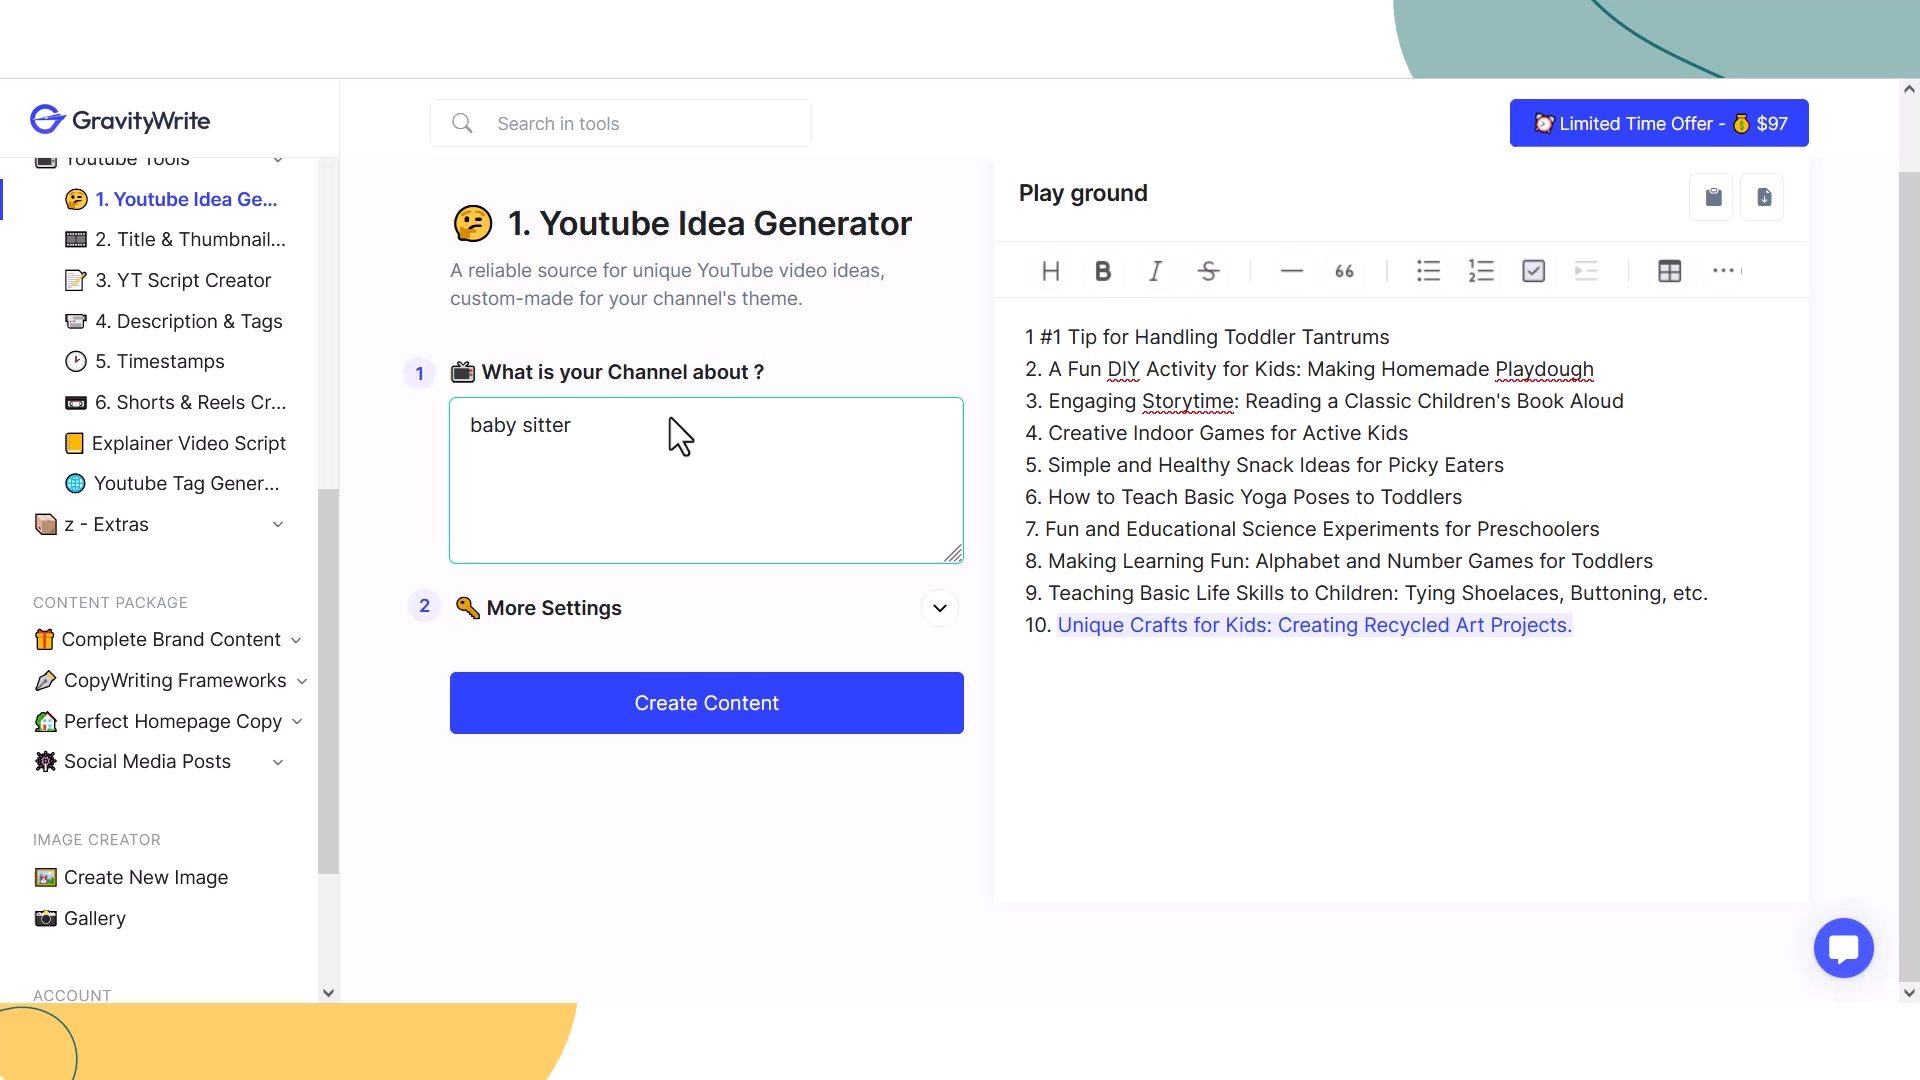 GravityWrite
Search in tools
Limited Time Offer - $97
Youtube Tools
1. Youtube Idea Ge...
2. Title & Thumbnail...
3. YT Script Creator
4. Description & Tags
5. Timestamps
6. Shorts & Reels Cr...
Explainer Video Script
Youtube Tag Gener...
z - Extras
CONTENT PACKAGE
Complete Brand Content
CopyWriting Frameworks
Perfect Homepage Copy
Social Media Posts
IMAGE CREATOR
Create New Image
Gallery
ACCOUNT
1. Youtube Idea Generator
A reliable source for unique YouTube video ideas,
custom-made for your channel's theme.
1 What is your Channel about ?
baby sitter
2 More Settings
Create Content
Play ground
1 #1 Tip for Handling Toddler Tantrums
2. A Fun DIY Activity for Kids: Making Homemade Playdough
3. Engaging Storytime: Reading a Classic Children's Book Aloud
4. Creative Indoor Games for Active Kids
5. Simple and Healthy Snack Ideas for Picky Eaters
6. How to Teach Basic Yoga Poses to Toddlers
7. Fun and Educational Science Experiments for Preschoolers
8. Making Learning Fun: Alphabet and Number Games for Toddlers
9. Teaching Basic Life Skills to Children: Tying Shoelaces, Buttoning, etc.
10. Unique Crafts for Kids: Creating Recycled Art Projects.